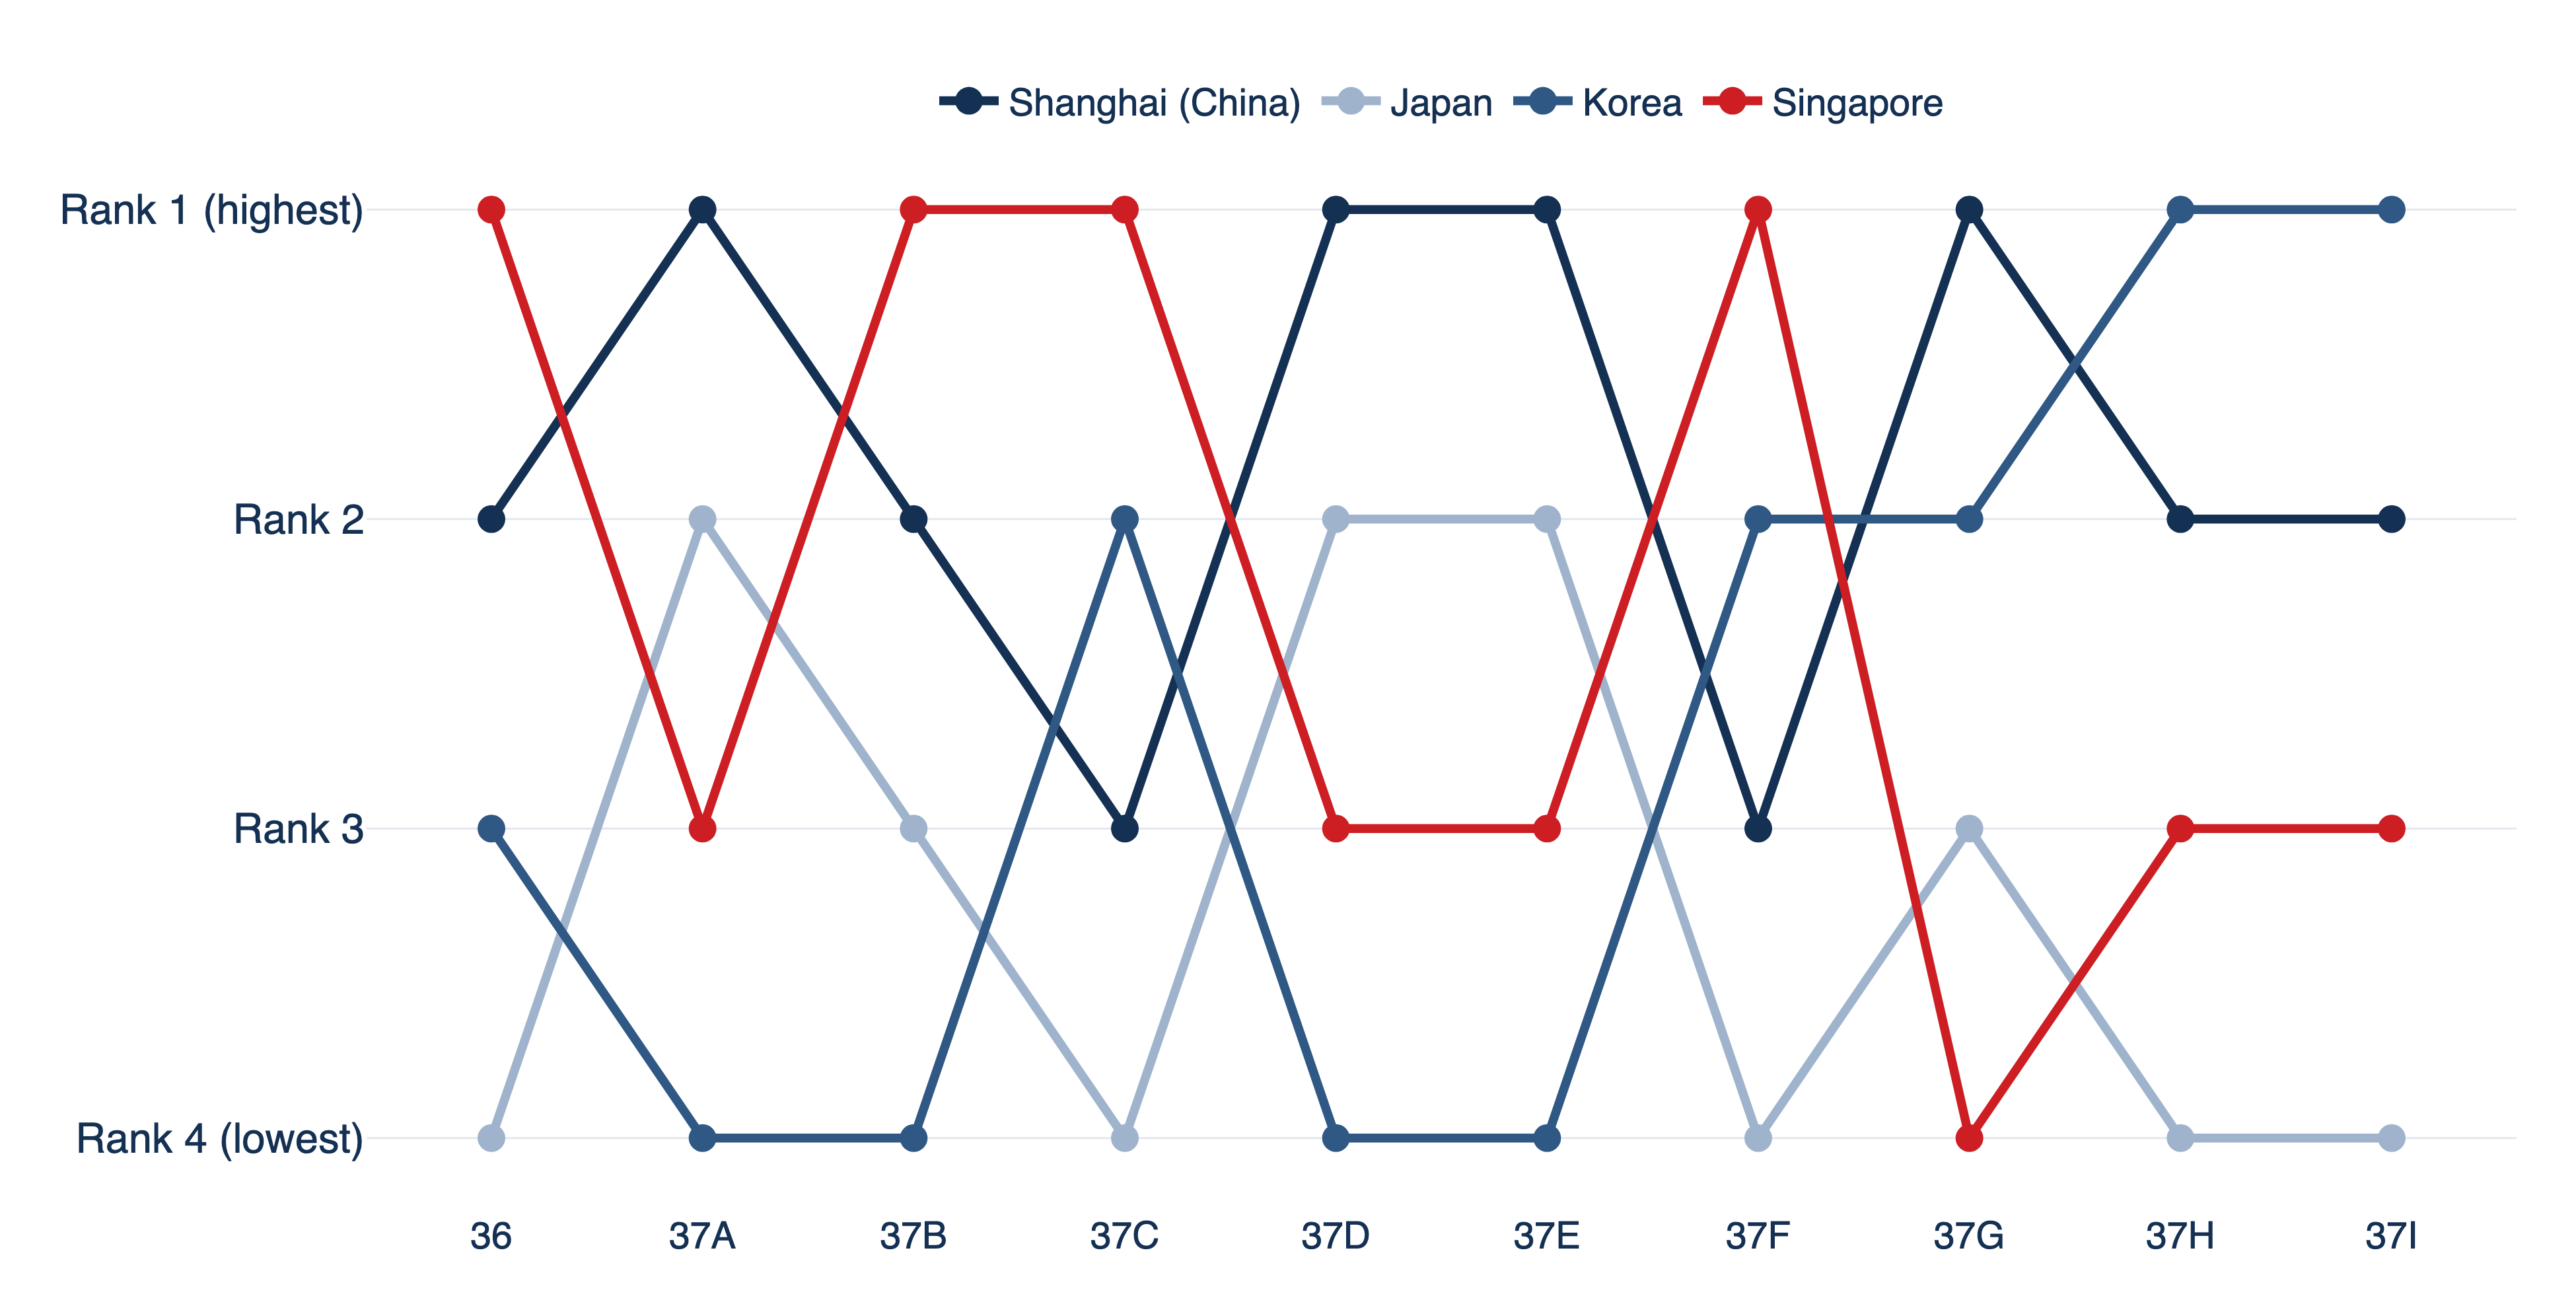 Shanghai (China) Japan Korea Singapore
Rank 1 (highest)
Rank 2
Rank 3
Rank 4 (lowest)
36 37A 37B 37C 37D 37E 37F 37G 37H 37I